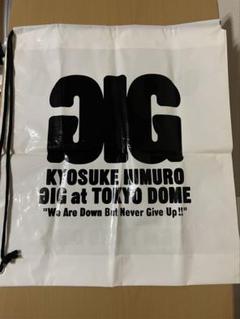 GIG
KYOSUKE HIMURO
GIG at TOKYO DOME
"We Are Down But Never Give Up!!"